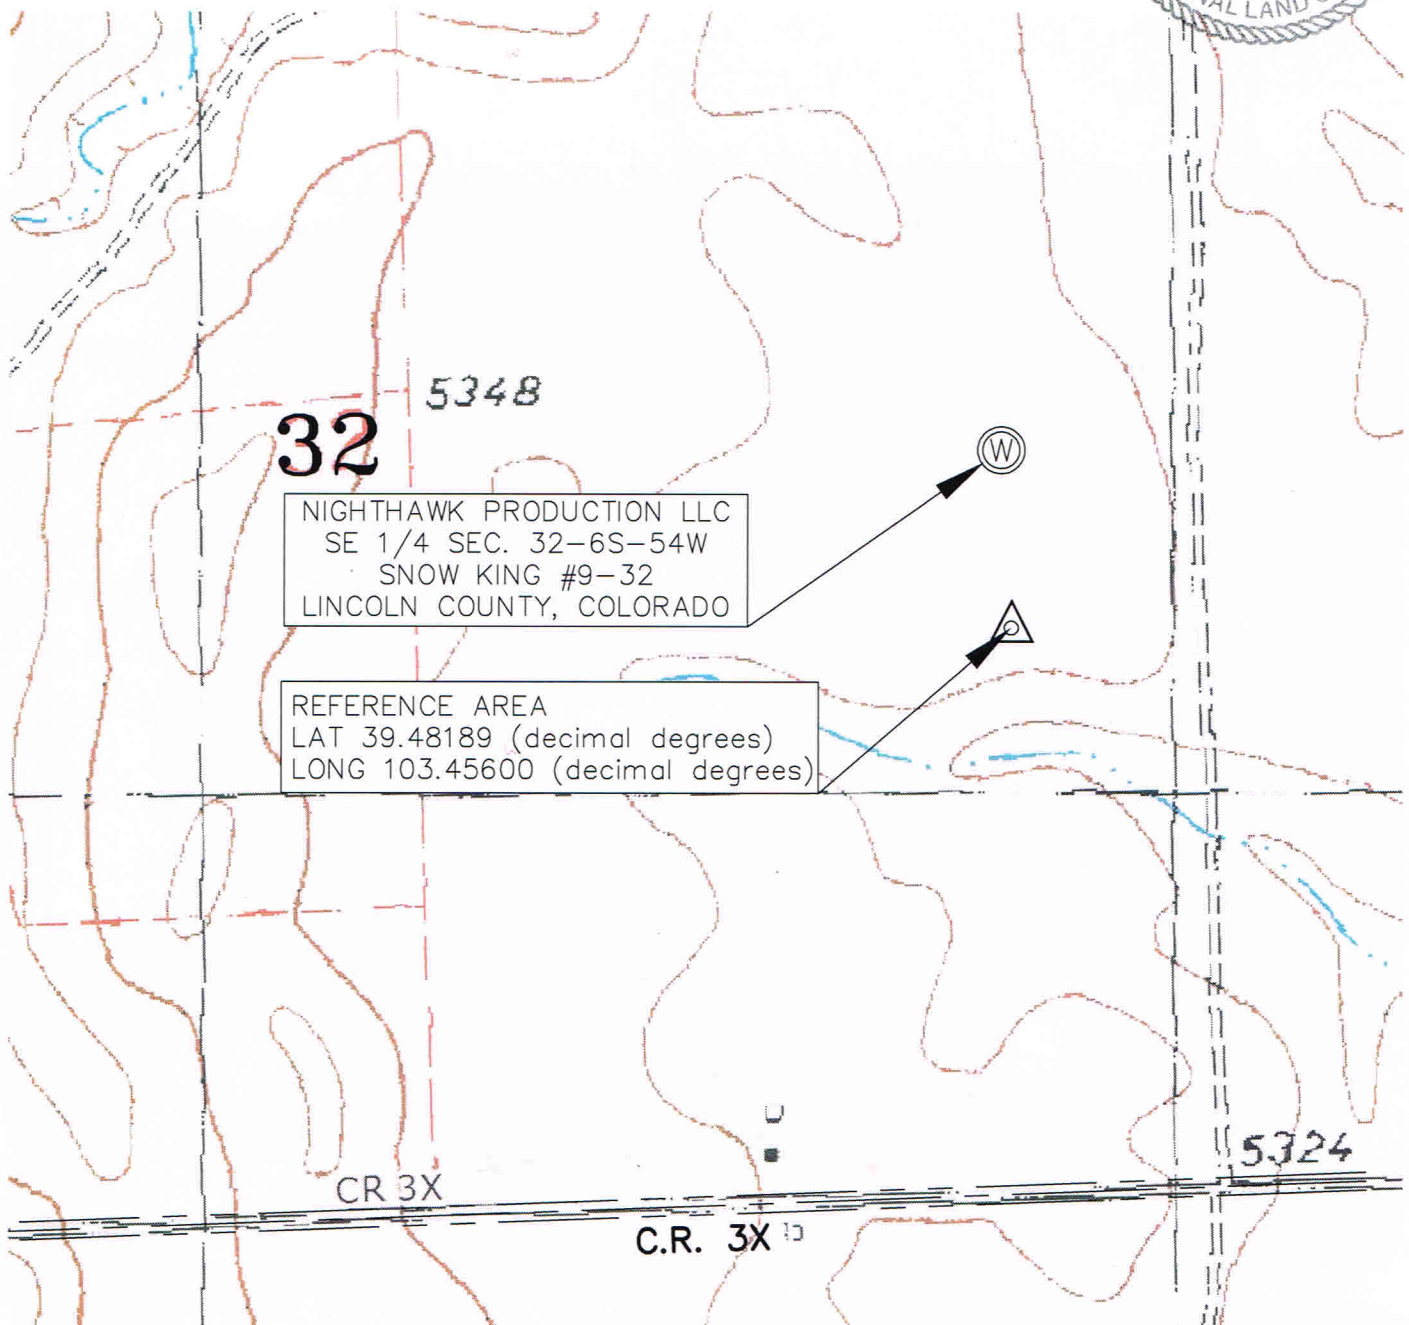 NAL LAND
5348
32
W
NIGHTHAWK PRODUCTION LLC
SE 1/4 SEC. 32-6S-54W
SNOW KING #9-32
LINCOLN COUNTY, COLORADO
REFERENCE AREA
LAT 39.48189 (decimal degrees)
LONG 103.45600 (decimal degrees)
5324
CR 3X
C.R. 3X